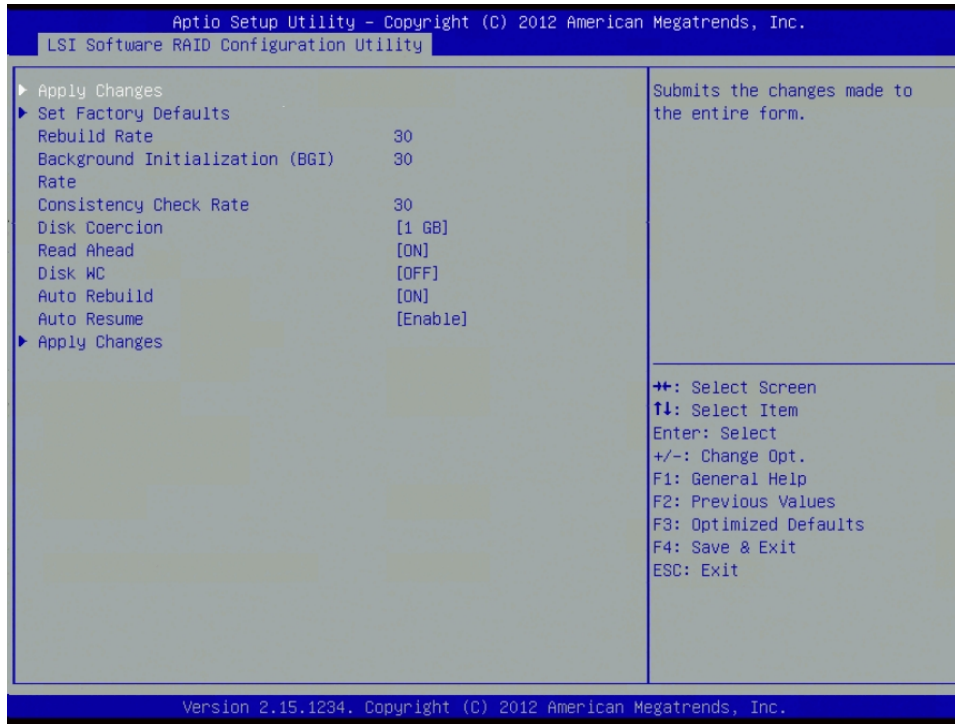 Aptio Setup Utility – Copyright (C) 2012 American Megatrends, Inc.
LSI Software RAID Configuration Utility
▶ Apply Changes
▶ Set Factory Defaults
Rebuild Rate 30
Background Initialization (BGI) 30
Rate
Consistency Check Rate 30
Disk Coercion [1 GB]
Read Ahead [ON]
Disk WC [OFF]
Auto Rebuild [ON]
Auto Resume [Enable]
▶ Apply Changes
Submits the changes made to
the entire form.
→←: Select Screen
↑↓: Select Item
Enter: Select
+/-: Change Opt.
F1: General Help
F2: Previous Values
F3: Optimized Defaults
F4: Save & Exit
ESC: Exit
Version 2.15.1234. Copyright (C) 2012 American Megatrends, Inc.